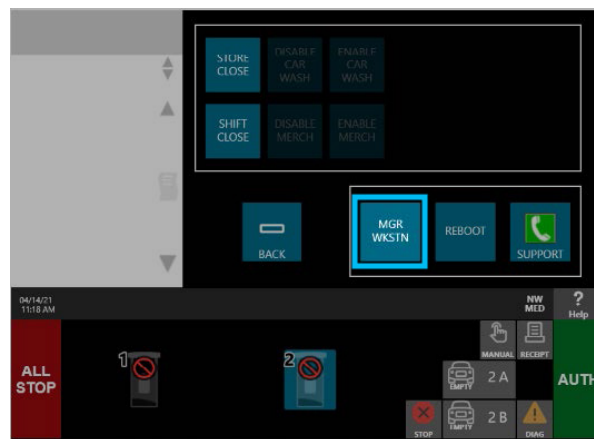 STORE
CLOSE
DISABLE
CAR
WASH
ENABLE
CAR
WASH
SHIFT
CLOSE
DISABLE
MERCH
ENABLE
MERCH
BACK
MGR
WKSTN
REBOOT
SUPPORT
04/14/21
11:18 AM
NW
MED
?
Help
ALL
STOP
1
2
MANUAL
RECEIPT
EMPTY
2 A
STOP
EMPTY
2 B
DIAG
AUTH